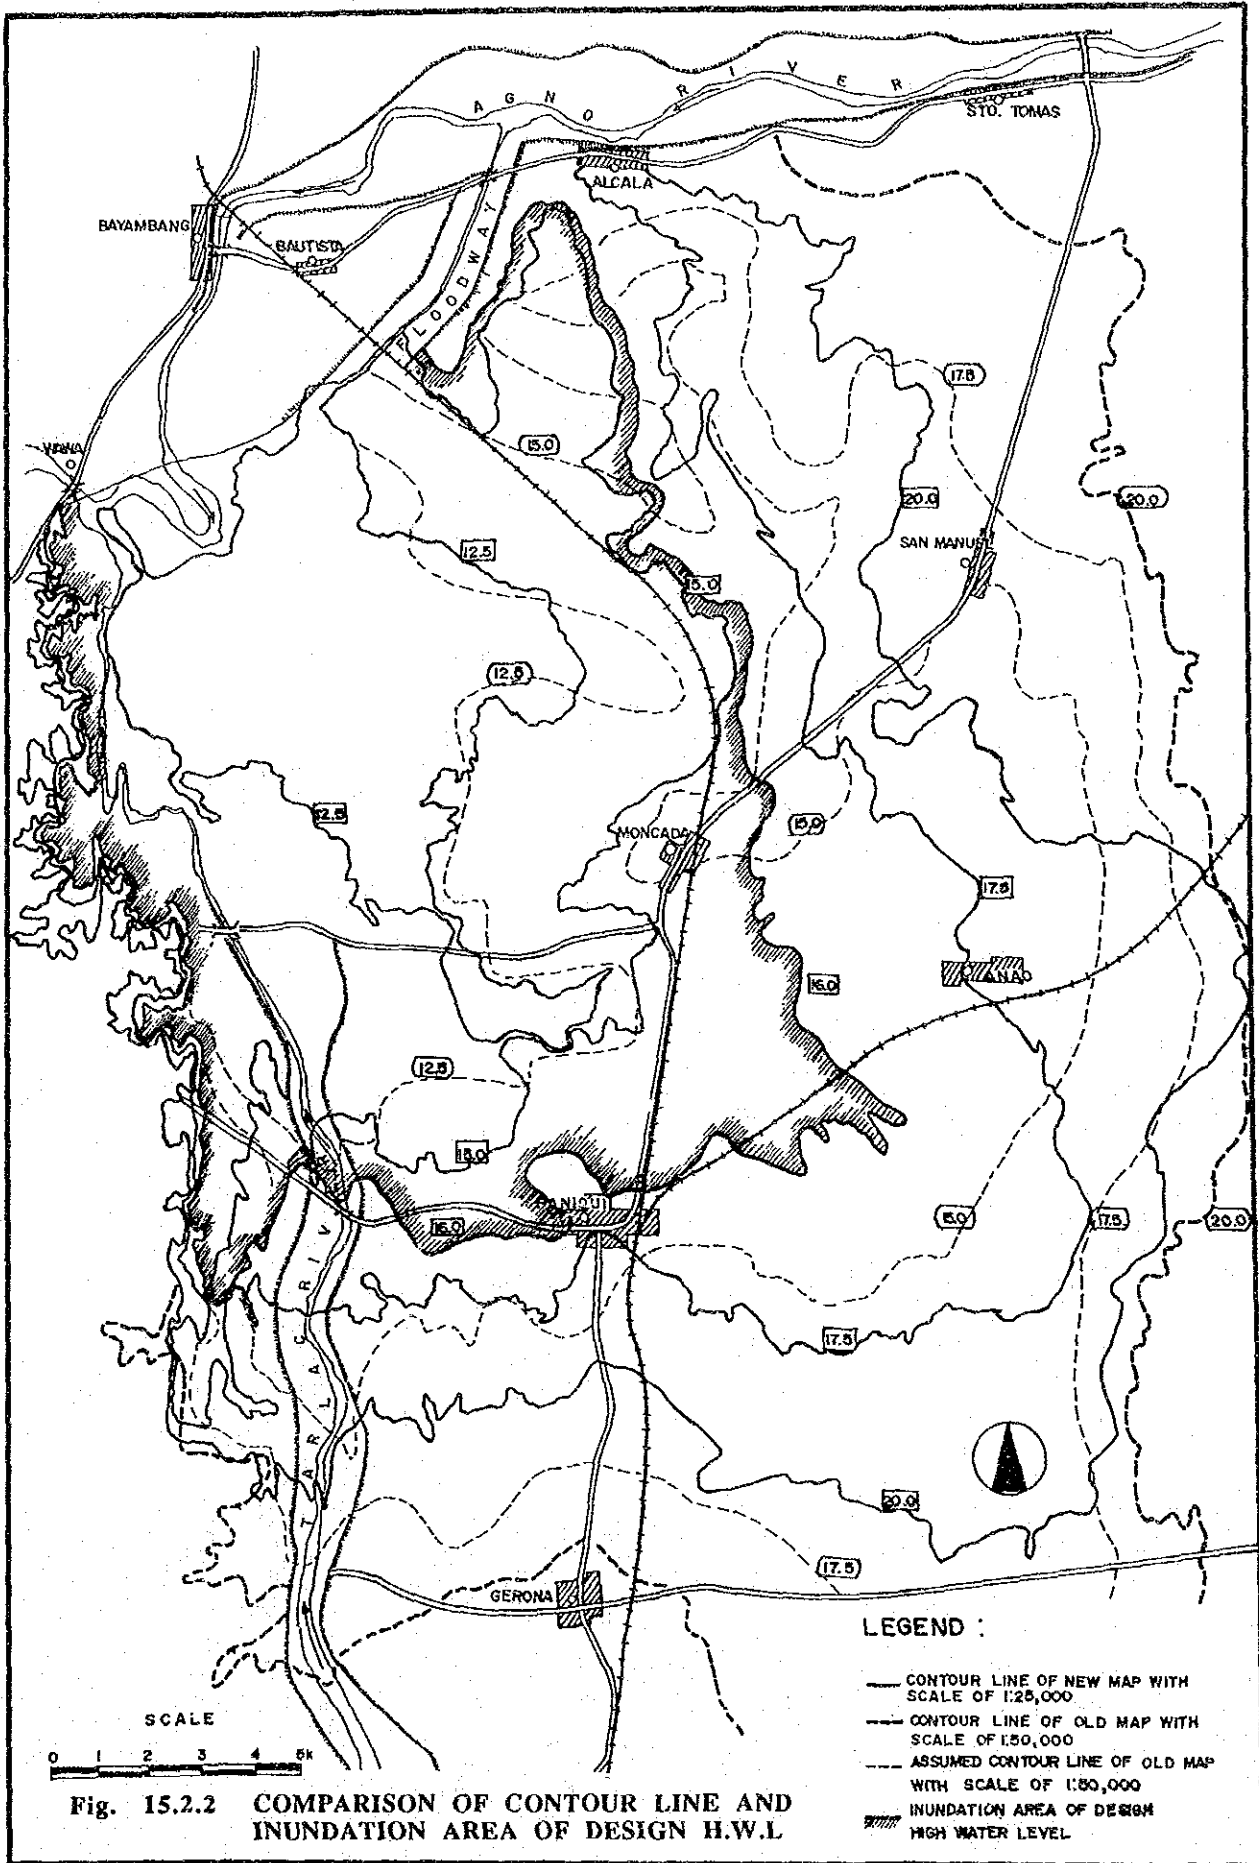 AGNO RIVER
STO. TOMAS
ALCALA
BAYAMBANG
BAUTISTA
FLOODWAY
17.5
15.0
WAWA
20.0
20.0
12.5
SAN MANUEL
15.0
12.5
12.5
MONCADA
15.0
17.5
ANAO
16.0
12.5
15.0
PANIQUI
16.0
15.0
17.5
20.0
17.5
TARLAC RIV
20.0
17.5
GERONA
LEGEND :
CONTOUR LINE OF NEW MAP WITH
SCALE OF 1:25,000
CONTOUR LINE OF OLD MAP WITH
SCALE OF 1:50,000
ASSUMED CONTOUR LINE OF OLD MAP
WITH SCALE OF 1:50,000
INUNDATION AREA OF DESIGN
HIGH WATER LEVEL
SCALE
0 1 2 3 4 5k
Fig. 15.2.2 COMPARISON OF CONTOUR LINE AND
INUNDATION AREA OF DESIGN H.W.L